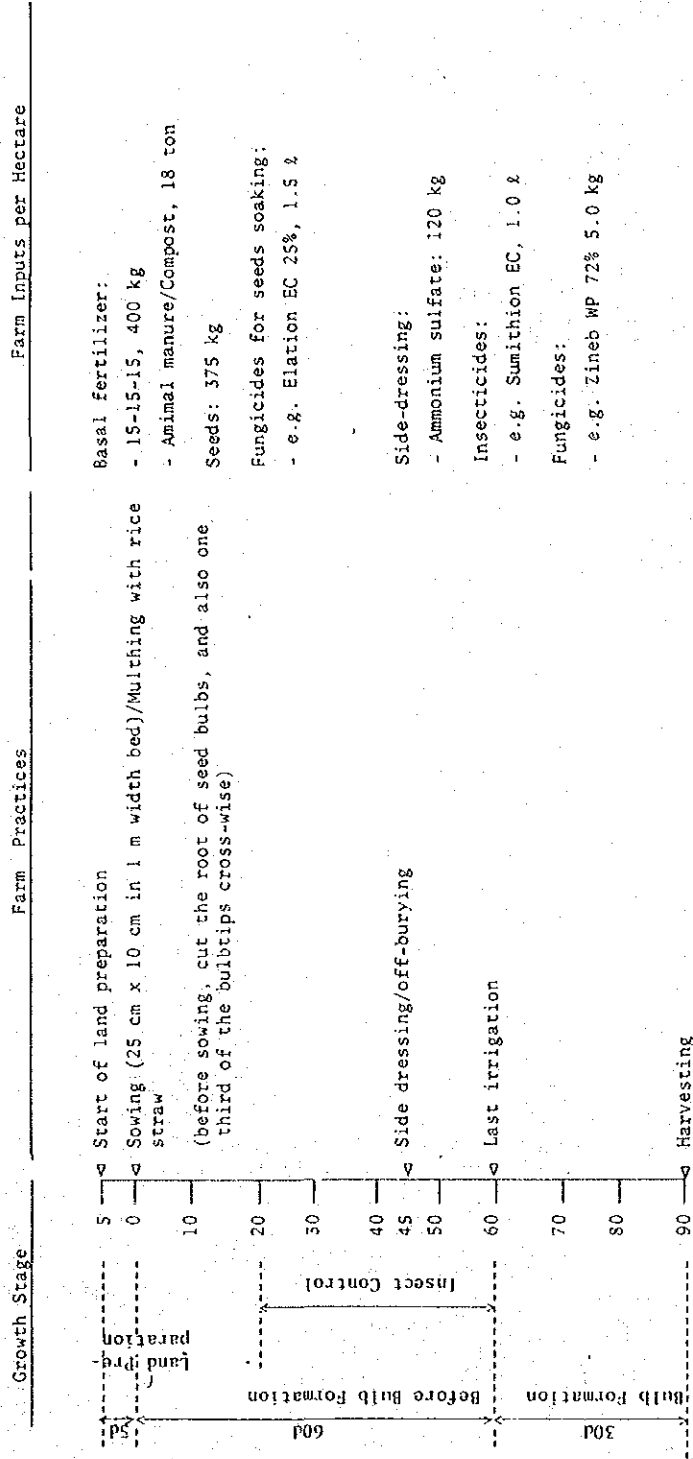 Growth Stage
Farm Practices
Farm Inputs per Hectare
5d
Land Pre-
paration
60d
Before Bulb Formation
Insect Control
30d
Bulb Formation
5
0
10
20
30
40
45
50
60
70
80
90
Start of land preparation
Sowing (25 cm x 10 cm in 1 m width bed)/Multhing with rice
straw
(before sowing, cut the root of seed bulbs, and also one
third of the bulbtips cross-wise)
Side dressing/off-burying
Last irrigation
Harvesting
Basal fertilizer:
- 15-15-15, 400 kg
- Amimal manure/Compost, 18 ton
Seeds: 375 kg
Fungicides for seeds soaking:
- e.g. Elation EC 25%, 1.5 ℓ
Side-dressing:
- Ammonium sulfate: 120 kg
Insecticides:
- e.g. Sumithion EC, 1.0 ℓ
Fungicides:
- e.g. Zineb WP 72% 5.0 kg